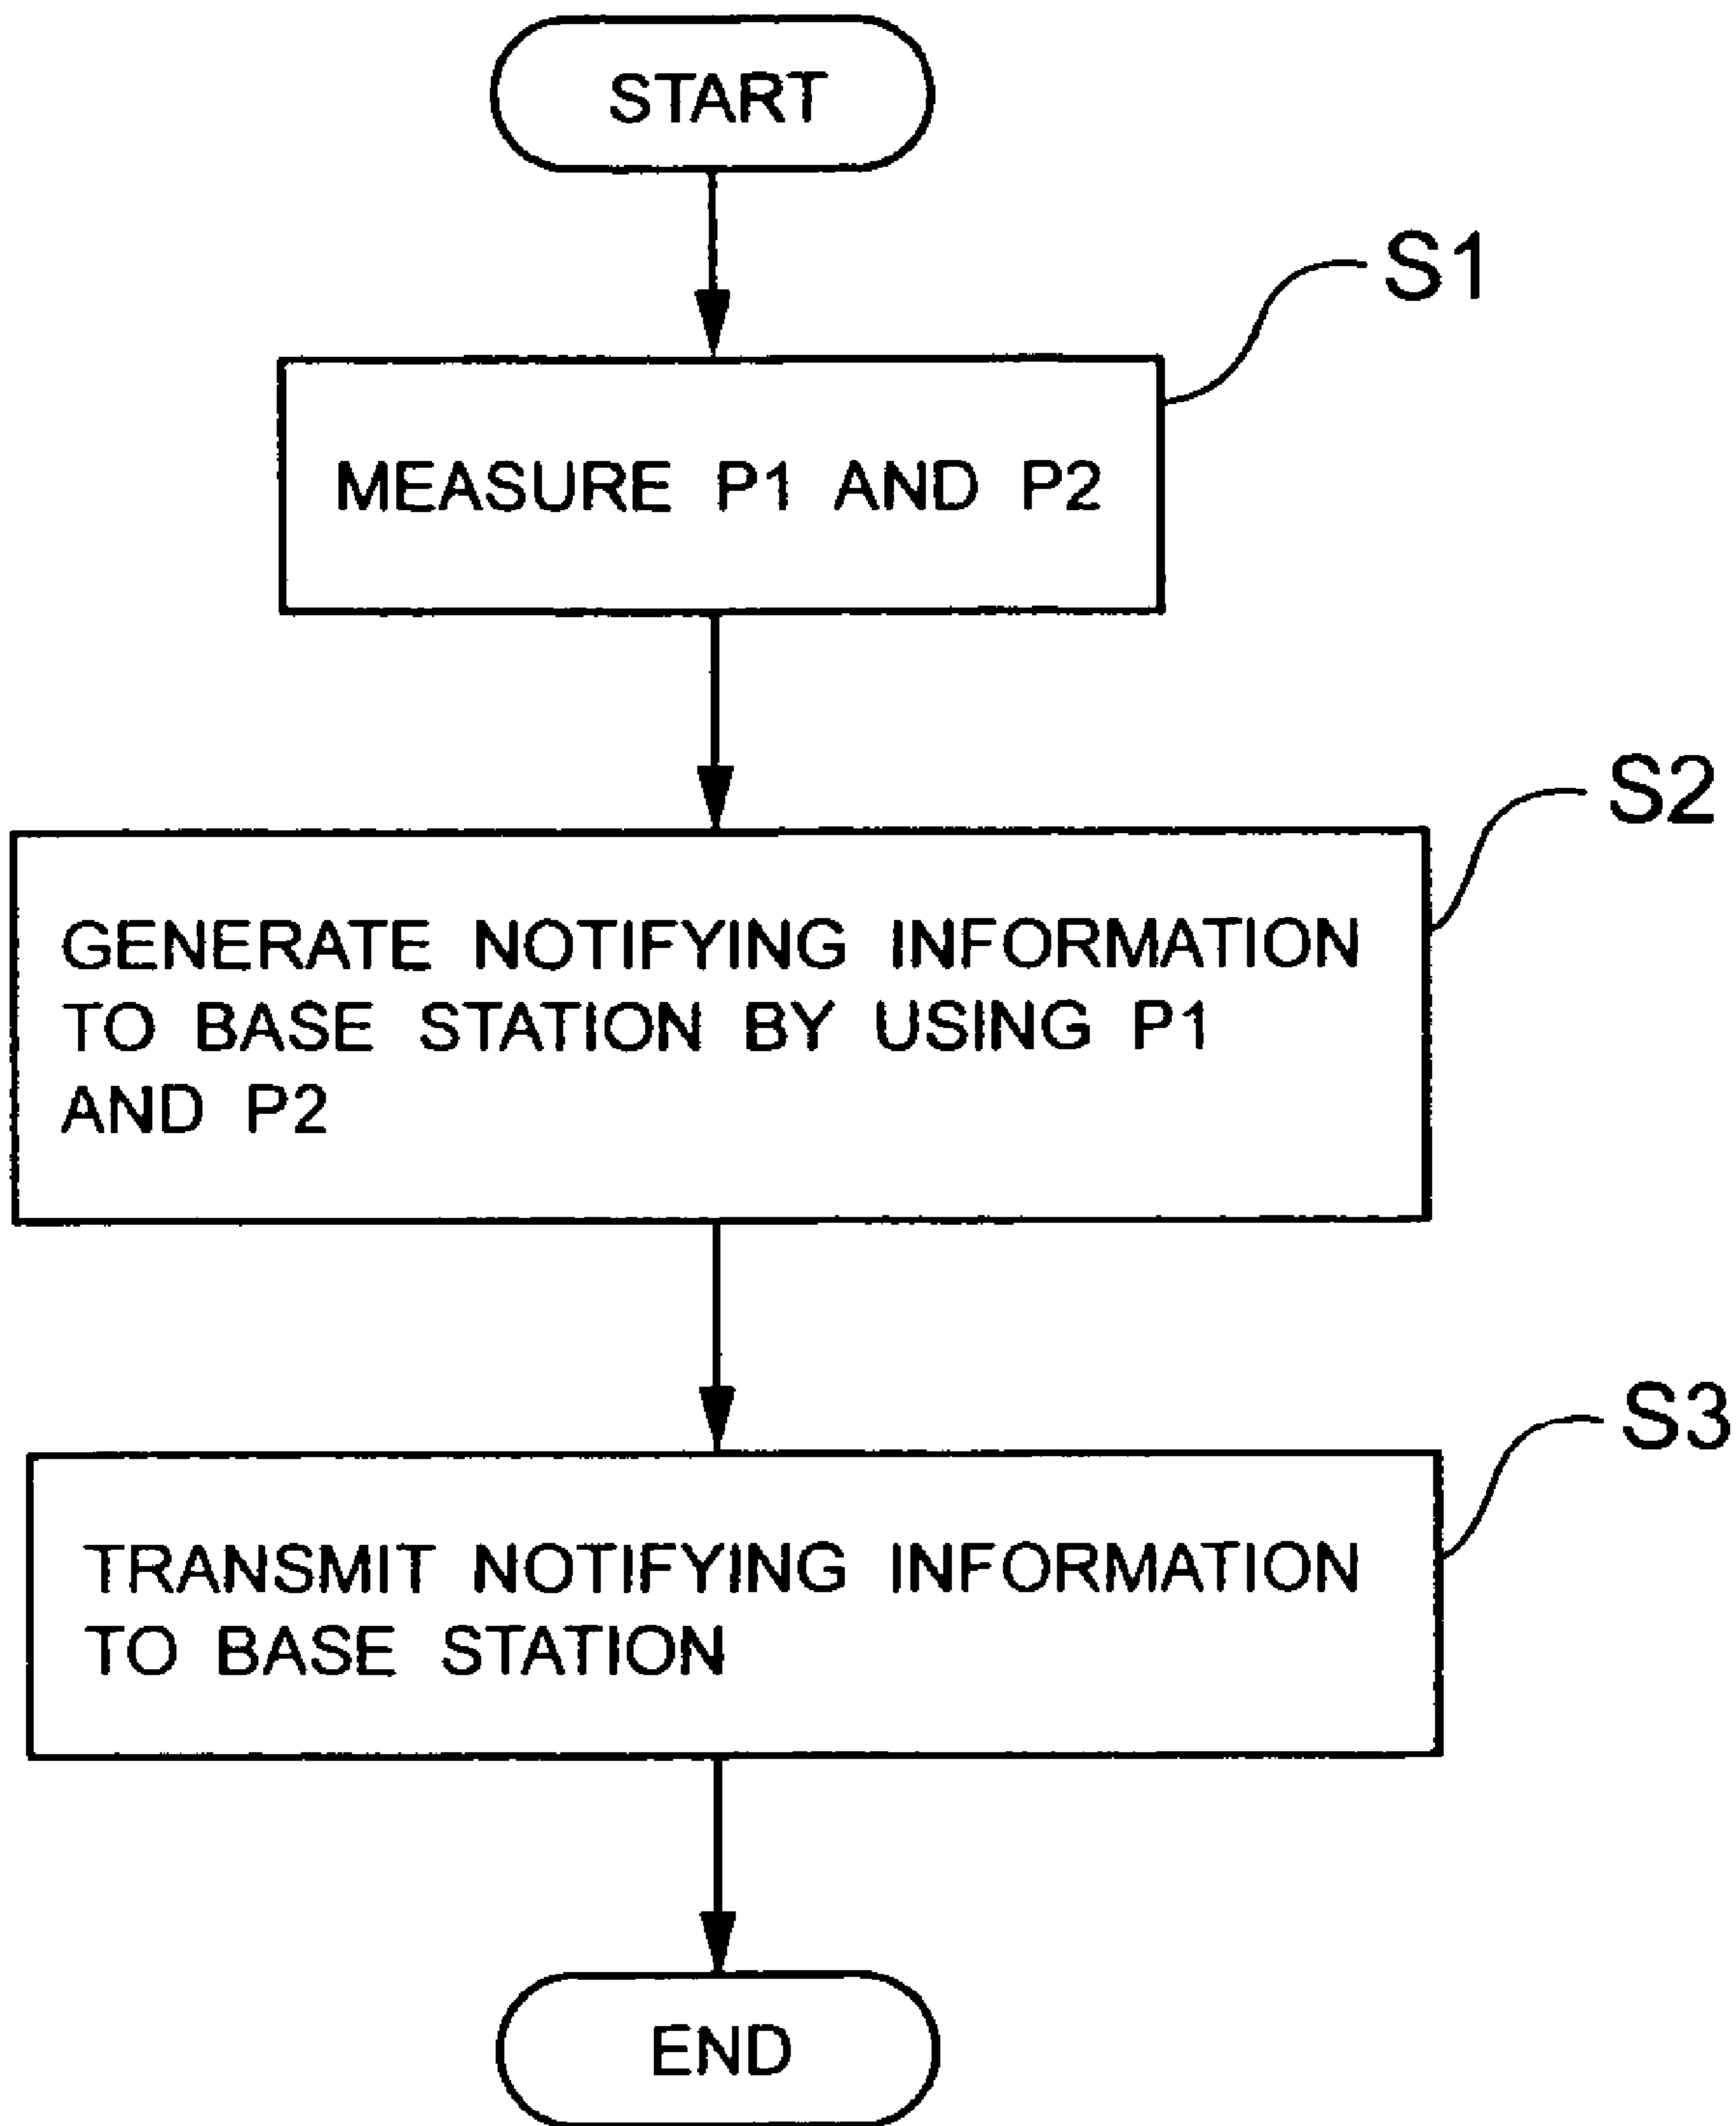 START
S1
MEASURE P1 AND P2
S2
GENERATE NOTIFYING INFORMATION
TO BASE STATION BY USING P1
AND P2
S3
TRANSMIT NOTIFYING INFORMATION
TO BASE STATION
END